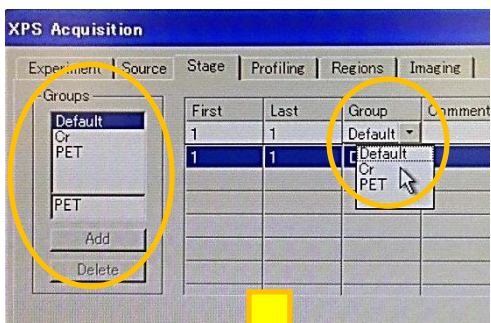 XPS Acquisition
Experiment Source Stage Profiling Regions Imaging
Groups
Default
Cr
PET
PET
Add
Delete
First Last Group Comment
1 1 Default
1 1
Default
Cr
PET